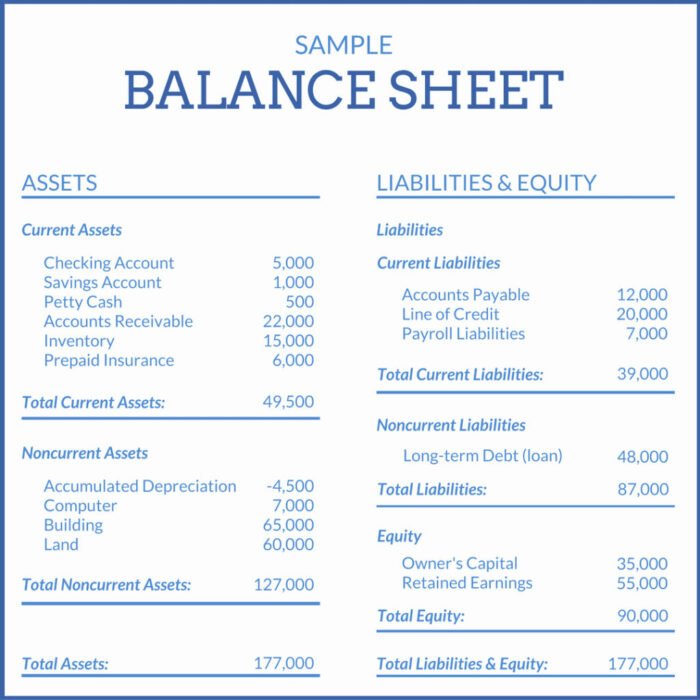 SAMPLE
BALANCE SHEET
ASSETS
Current Assets
Checking Account 5,000
Savings Account 1,000
Petty Cash 500
Accounts Receivable 22,000
Inventory 15,000
Prepaid Insurance 6,000
Total Current Assets: 49,500
Noncurrent Assets
Accumulated Depreciation -4,500
Computer 7,000
Building 65,000
Land 60,000
Total Noncurrent Assets: 127,000
Total Assets: 177,000
LIABILITIES & EQUITY
Liabilities
Current Liabilities
Accounts Payable 12,000
Line of Credit 20,000
Payroll Liabilities 7,000
Total Current Liabilities: 39,000
Noncurrent Liabilities
Long-term Debt (loan) 48,000
Total Liabilities: 87,000
Equity
Owner's Capital 35,000
Retained Earnings 55,000
Total Equity: 90,000
Total Liabilities & Equity: 177,000